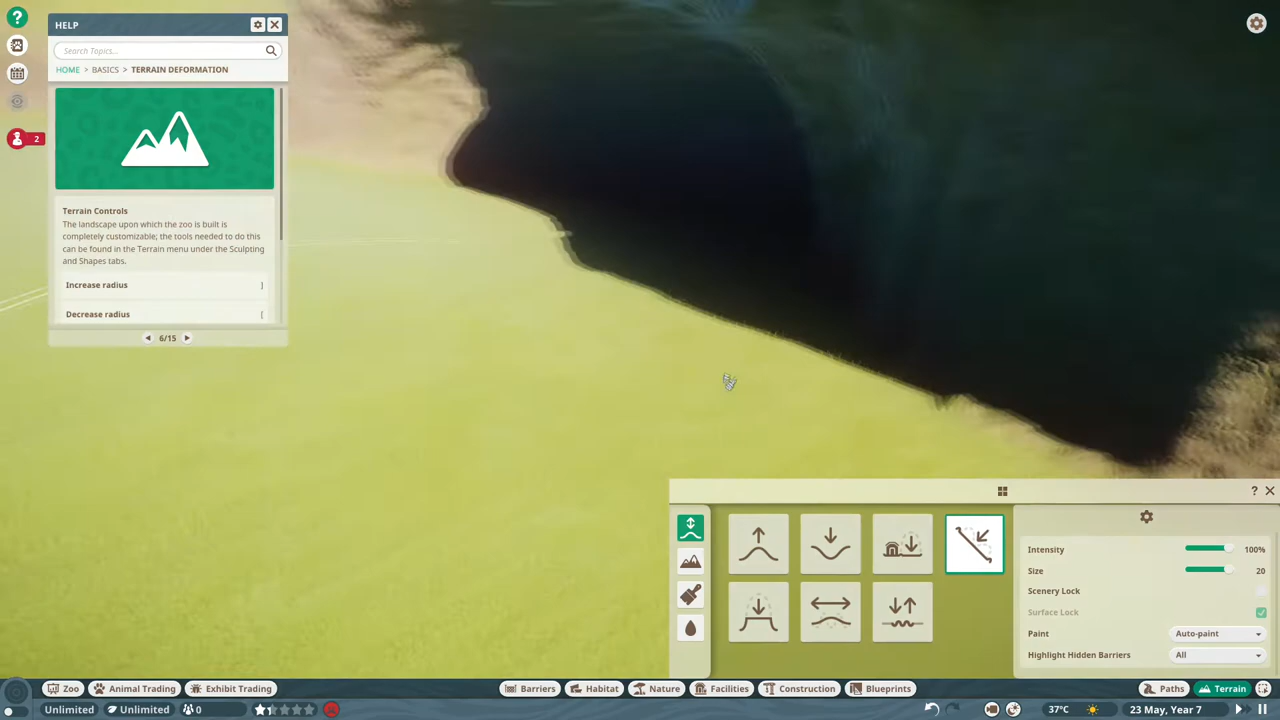 HELP
Search Topics...
HOME > BASICS > TERRAIN DEFORMATION
2
Terrain Controls
The landscape upon which the zoo is built is
completely customizable; the tools needed to do this
can be found in the Terrain menu under the Sculpting
and Shapes tabs.
Increase radius ]
Decrease radius [
6/15
Intensity 100%
Size 20
Scenery Lock
Surface Lock
Paint Auto-paint
Highlight Hidden Barriers All
Zoo Animal Trading Exhibit Trading Barriers Habitat Nature Facilities Construction Blueprints Paths Terrain
Unlimited Unlimited 0 37°C 23 May, Year 7